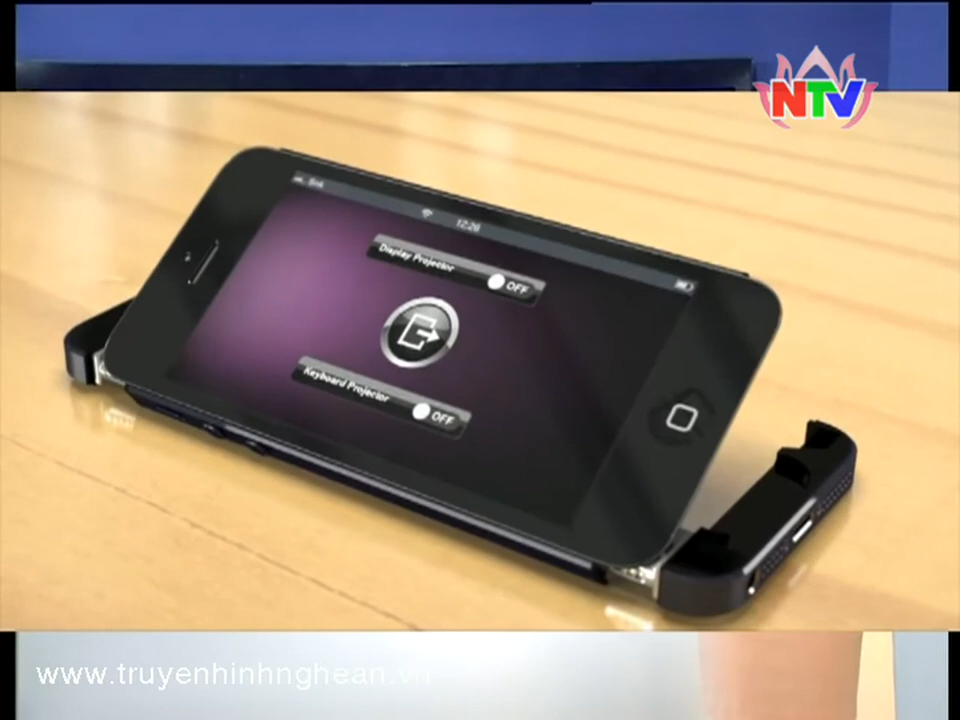 NTV
12:26
Display Projector
OFF
Keyboard Projector
OFF
www.truyenhinhnghean.vn